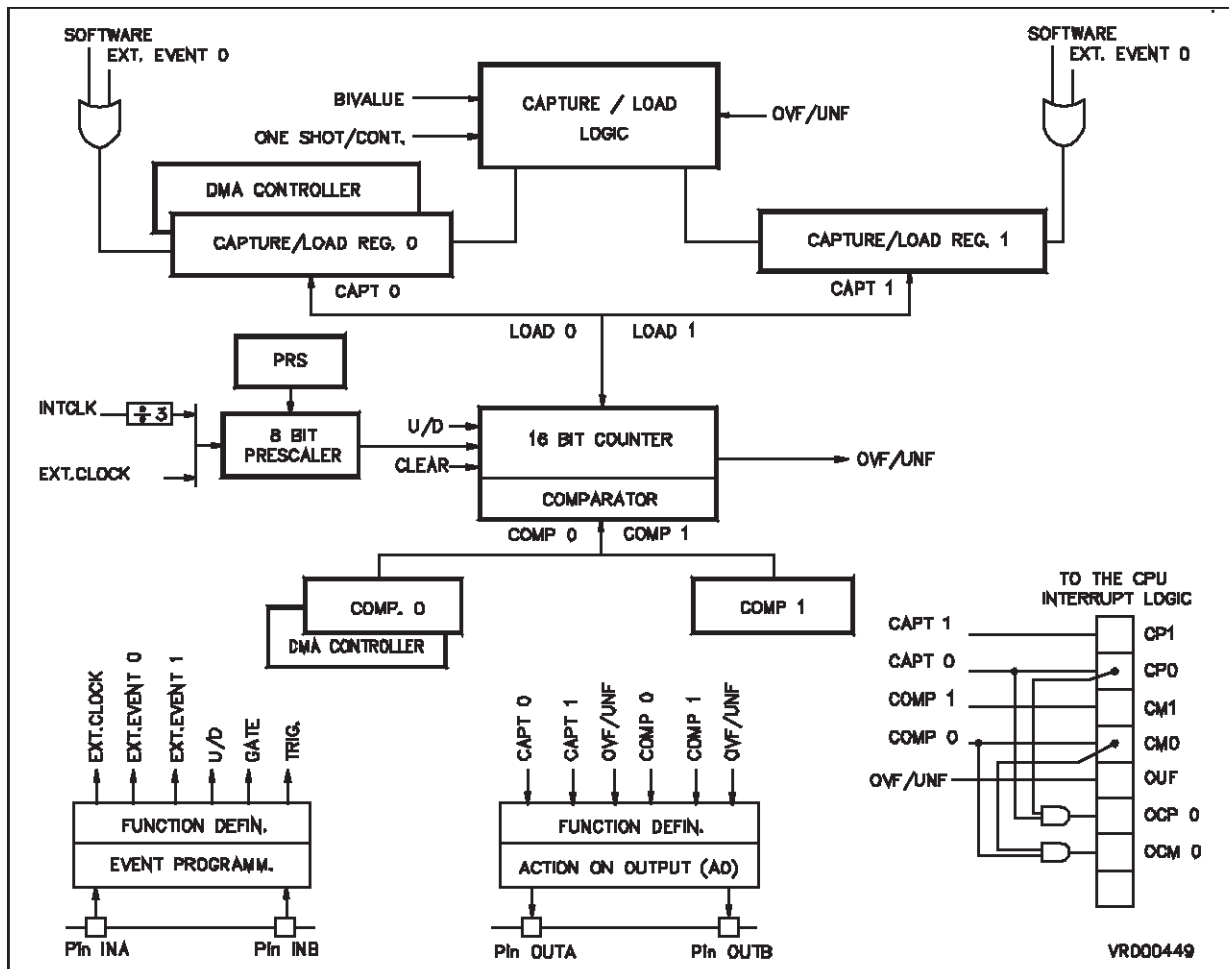 SOFTWARE
EXT. EVENT 0
SOFTWARE
EXT. EVENT 0
BIVALUE
ONE SHOT/CONT.
CAPTURE / LOAD
LOGIC
OVF/UNF
DMA CONTROLLER
CAPTURE/LOAD REG. 0
CAPTURE/LOAD REG. 1
CAPT 0
CAPT 1
LOAD 0
LOAD 1
PRS
INTCLK
÷ 3
8 BIT
PRESCALER
EXT.CLOCK
U/D
CLEAR
16 BIT COUNTER
COMPARATOR
OVF/UNF
COMP 0
COMP 1
COMP. 0
DMA CONTROLLER
COMP 1
TO THE CPU
INTERRUPT LOGIC
CAPT 1
CP1
CAPT 0
CP0
COMP 1
CM1
COMP 0
CM0
OVF/UNF
OUF
OCP 0
OCM 0
EXT.CLOCK
EXT.EVENT 0
EXT.EVENT 1
U/D
GATE
TRIG.
FUNCTION DEFIN.
EVENT PROGRAMM.
Pin INA
Pin INB
CAPT 0
CAPT 1
OVF/UNF
COMP 0
COMP 1
OVF/UNF
FUNCTION DEFIN.
ACTION ON OUTPUT (AO)
Pin OUTA
Pin OUTB
VR000449